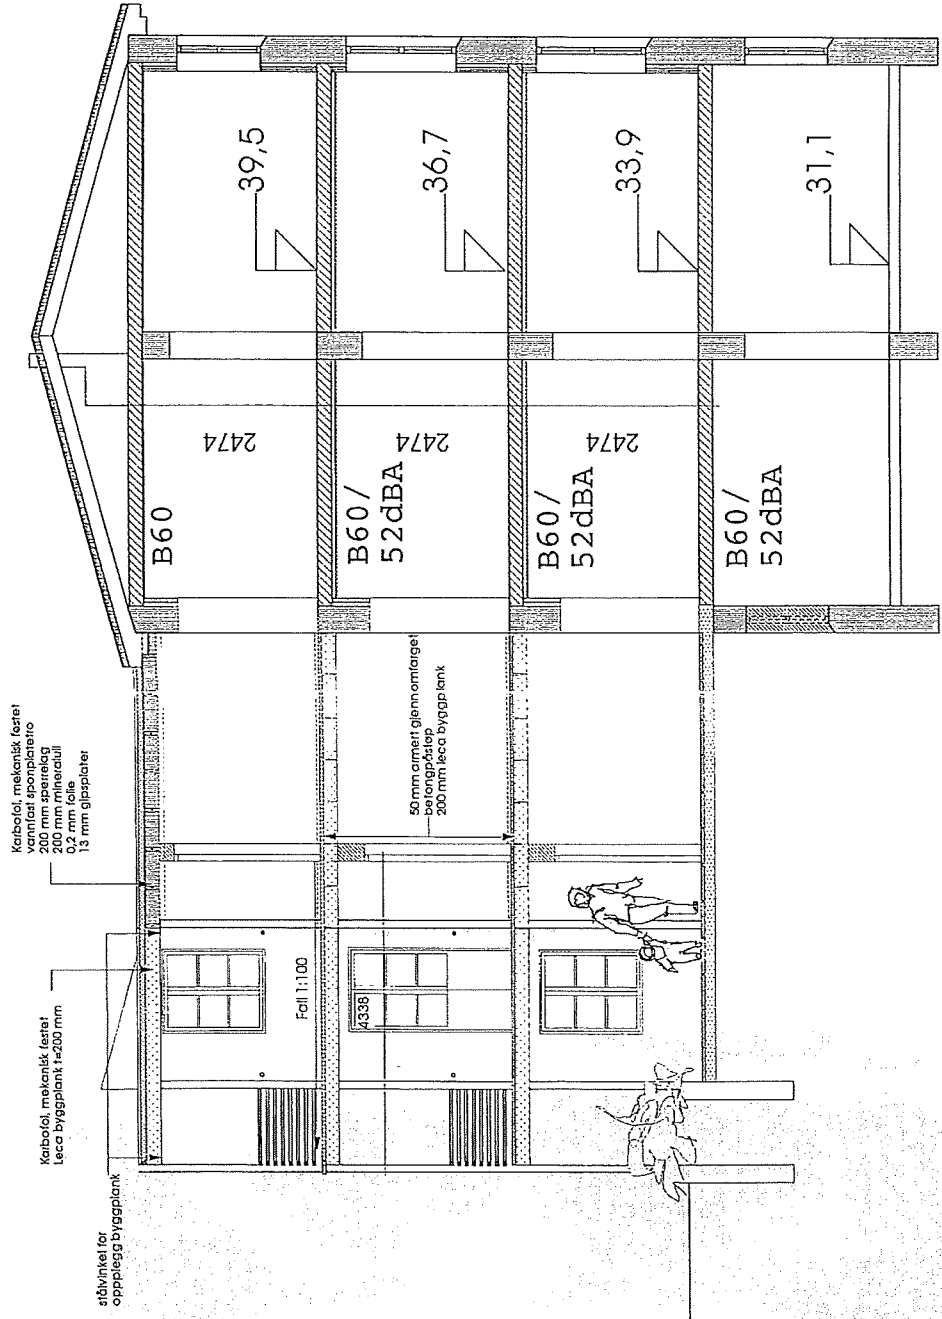 Karbofol, mekanisk festet
vannfast sponplatetro
200 mm sperrelag
200 mm mineralull
0,2 mm folie
13 mm gipsplater
Karbofol, mekanisk festet
Leca byggplank t=200 mm
stålvinkel for
oppplegg byggplank
Fall 1:100
4338
50 mm armert gjennomfarget
betongpåstøp
200 mm leca byggplank
B60
2474
39,5
B60/
52dBA
2474
36,7
B60/
52dBA
2474
33,9
B60/
52dBA
31,1